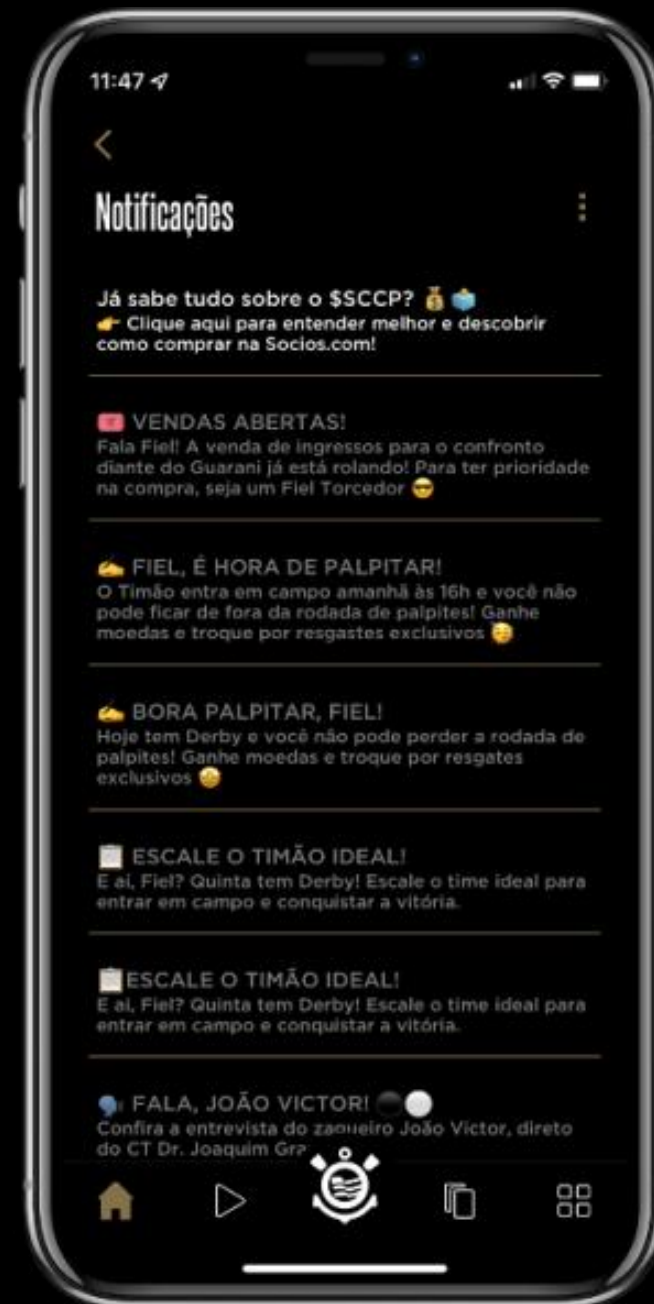 11:47
Notificações
Já sabe tudo sobre o $SCCP? 💰🗳️
👉 Clique aqui para entender melhor e descobrir
como comprar na Socios.com!
🎟️ VENDAS ABERTAS!
Fala Fiel! A venda de ingressos para o confronto
diante do Guarani já está rolando! Para ter prioridade
na compra, seja um Fiel Torcedor 😎
✍️ FIEL, É HORA DE PALPITAR!
O Timão entra em campo amanhã às 16h e você não
pode ficar de fora da rodada de palpites! Ganhe
moedas e troque por resgastes exclusivos 🥳
✍️ BORA PALPITAR, FIEL!
Hoje tem Derby e você não pode perder a rodada de
palpites! Ganhe moedas e troque por resgates
exclusivos 🤩
📋 ESCALE O TIMÃO IDEAL!
E aí, Fiel? Quinta tem Derby! Escale o time ideal para
entrar em campo e conquistar a vitória.
📋ESCALE O TIMÃO IDEAL!
E aí, Fiel? Quinta tem Derby! Escale o time ideal para
entrar em campo e conquistar a vitória.
🗣️ FALA, JOÃO VICTOR! ⚫⚪
Confira a entrevista do zagueiro João Victor, direto
do CT Dr. Joaquim Gra